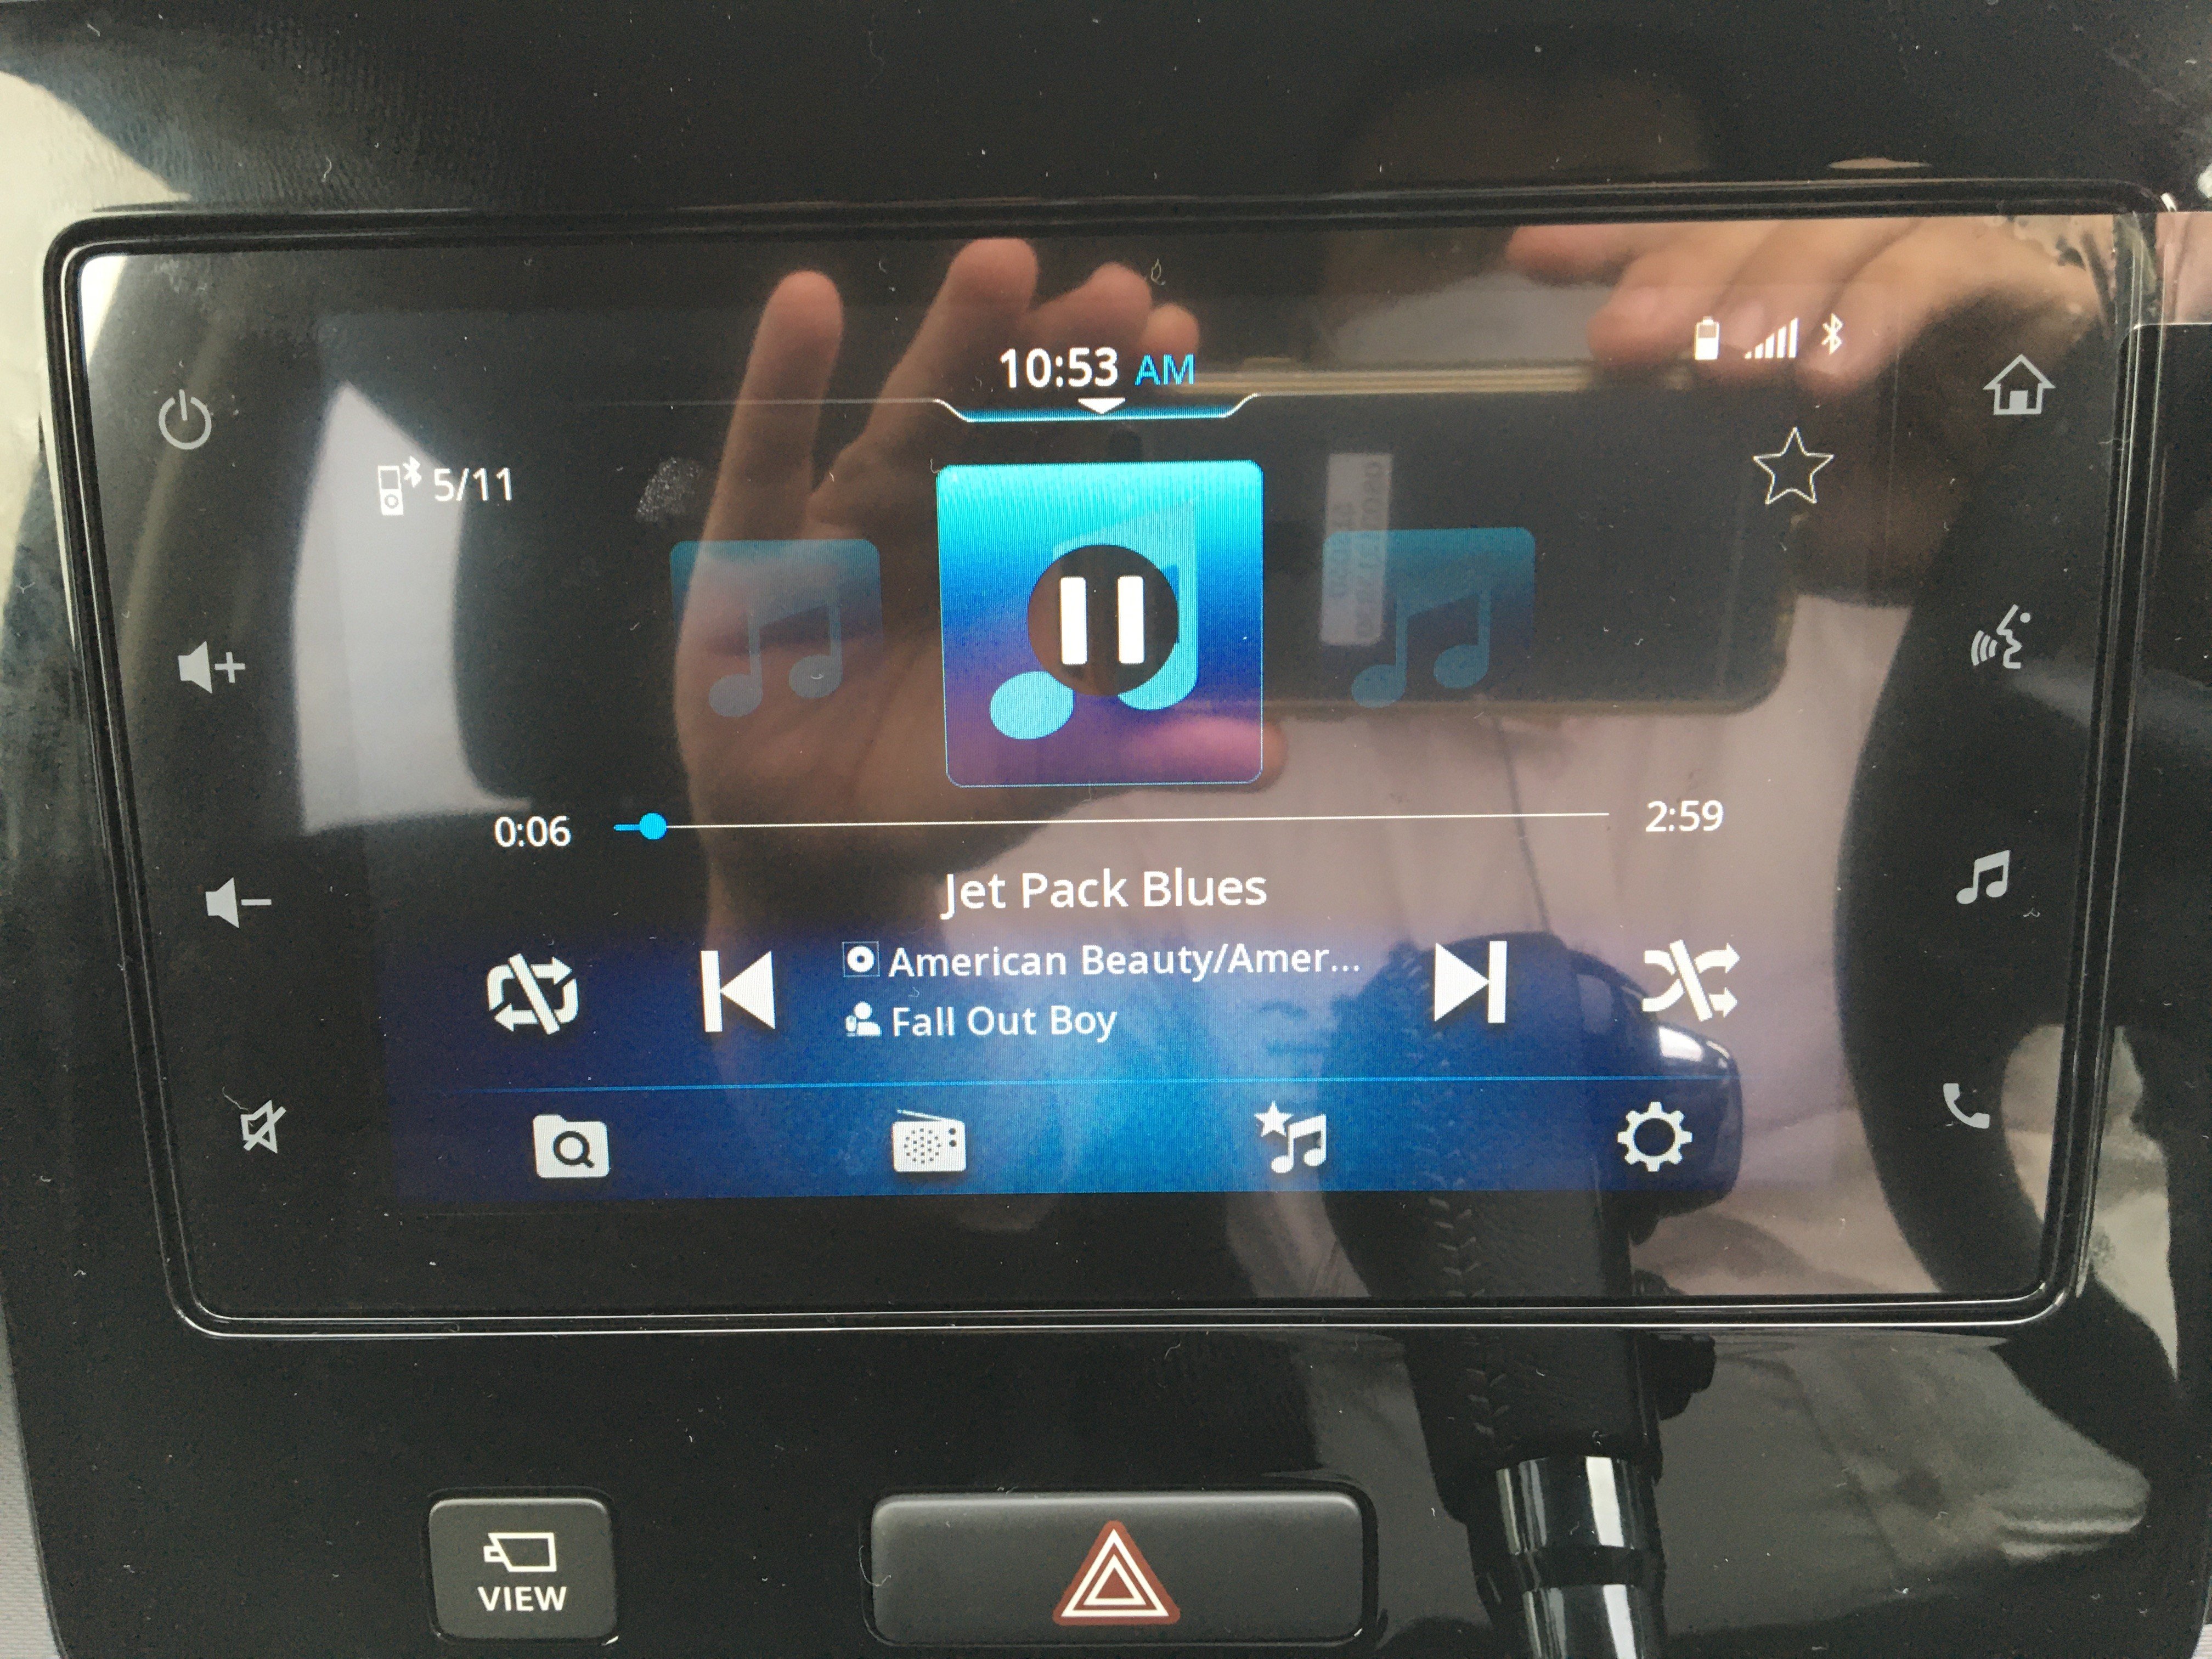 10:53 AM
5/11
0:06
2:59
Jet Pack Blues
American Beauty/Amer...
Fall Out Boy
VIEW